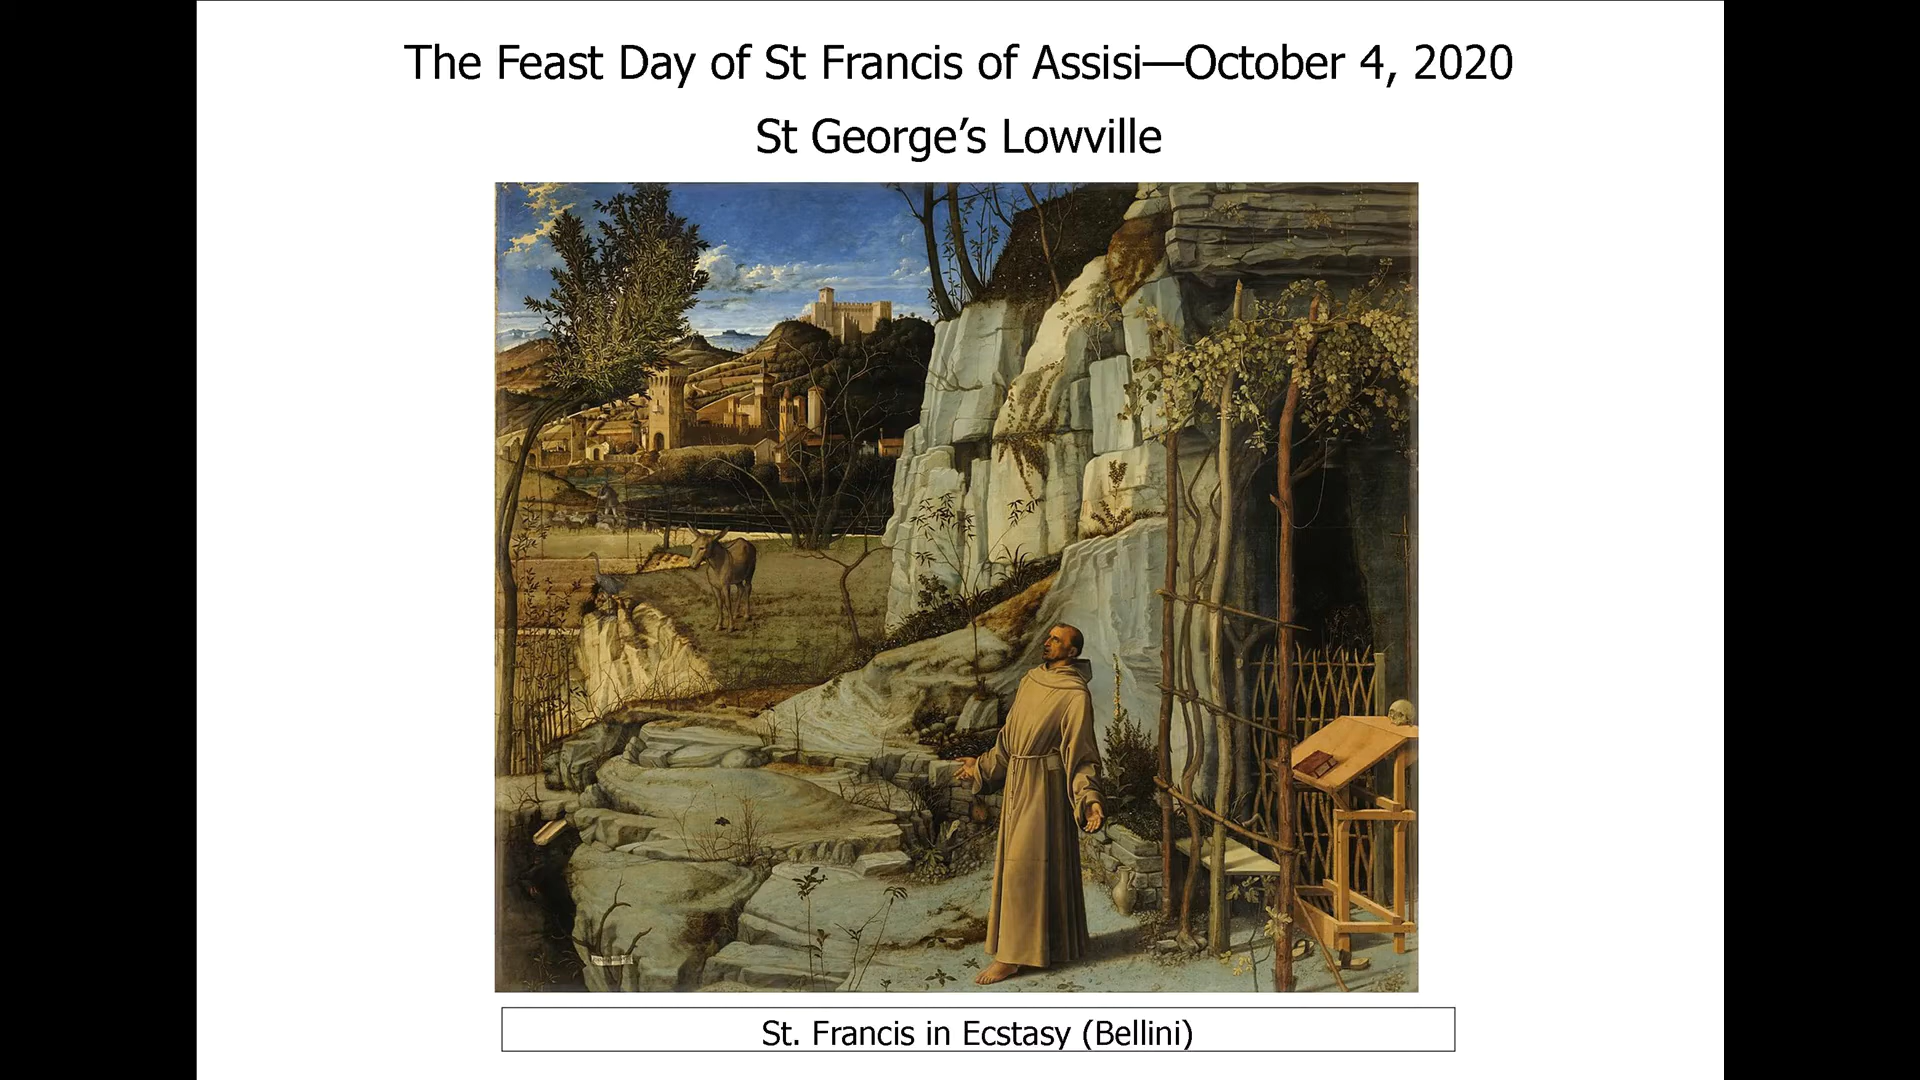 The Feast Day of St Francis of Assisi—October 4, 2020
St George’s Lowville
St. Francis in Ecstasy (Bellini)